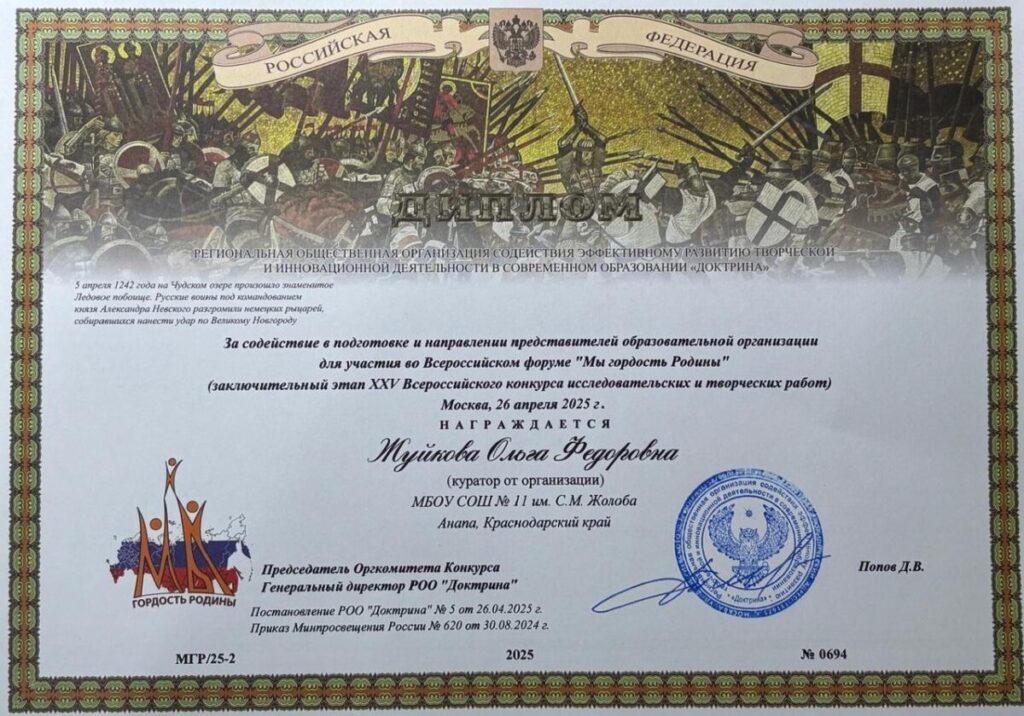 РОССИЙСКАЯ ФЕДЕРАЦИЯ
ДИПЛОМ
РЕГИОНАЛЬНАЯ ОБЩЕСТВЕННАЯ ОРГАНИЗАЦИЯ СОДЕЙСТВИЯ ЭФФЕКТИВНОМУ РАЗВИТИЮ ТВОРЧЕСКОЙ
И ИННОВАЦИОННОЙ ДЕЯТЕЛЬНОСТИ В СОВРЕМЕННОМ ОБРАЗОВАНИИ «ДОКТРИНА»
5 апреля 1242 года на Чудском озере произошло знаменитое
Ледовое побоище. Русские воины под командованием
князя Александра Невского разгромили немецких рыцарей,
собиравшихся нанести удар по Великому Новгороду
За содействие в подготовке и направлении представителей образовательной организации
для участия во Всероссийском форуме "Мы гордость Родины"
(заключительный этап XXV Всероссийского конкурса исследовательских и творческих работ)
Москва, 26 апреля 2025 г.
НАГРАЖДАЕТСЯ
Жуйкова Ольга Федоровна
(куратор от организации)
МБОУ СОШ № 11 им. С.М. Жолоба
Анапа, Краснодарский край
ГОРДОСТЬ РОДИНЫ
Председатель Оргкомитета Конкурса
Генеральный директор РОО "Доктрина"
Попов Д.В.
«Доктрина»
Постановление РОО "Доктрина" № 5 от 26.04.2025 г.
Приказ Минпросвещения России № 620 от 30.08.2024 г.
МГР/25-2
2025
№ 0694